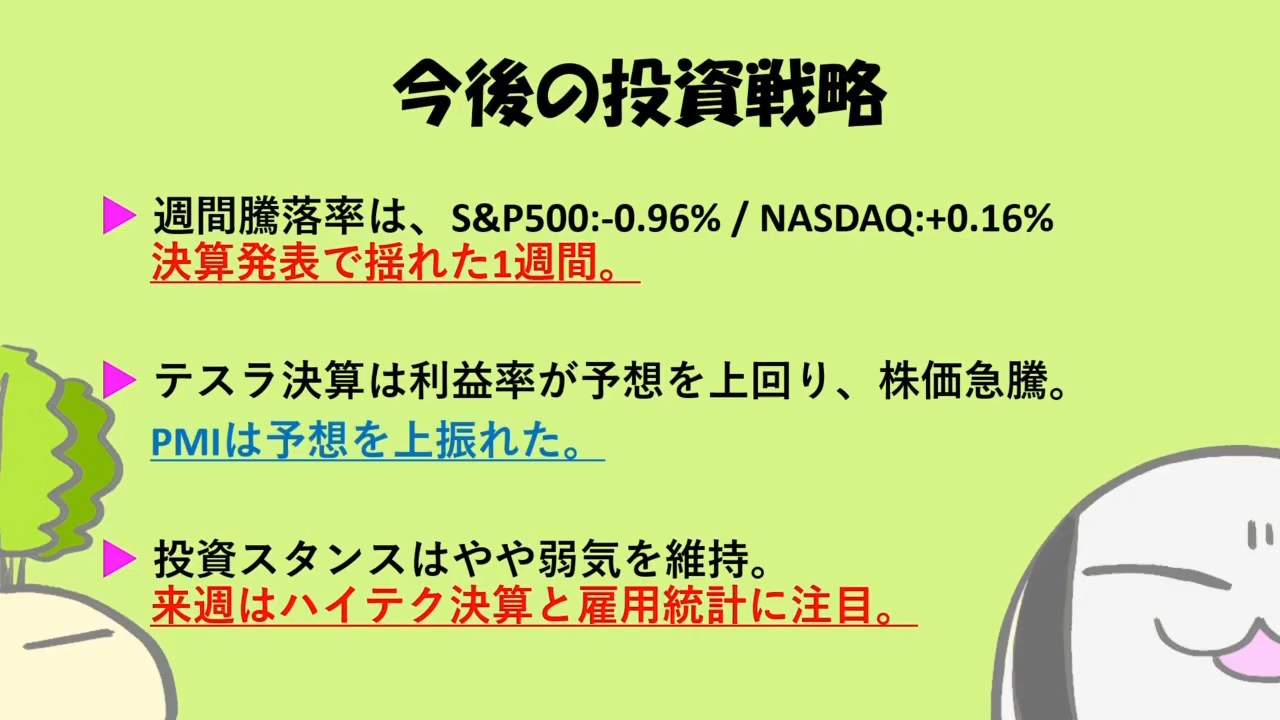 今後の投資戦略
週間騰落率は、S&P500:-0.96% / NASDAQ:+0.16%
決算発表で揺れた1週間。
テスラ決算は利益率が予想を上回り、株価急騰。
PMIは予想を上振れた。
投資スタンスはやや弱気を維持。
来週はハイテク決算と雇用統計に注目。